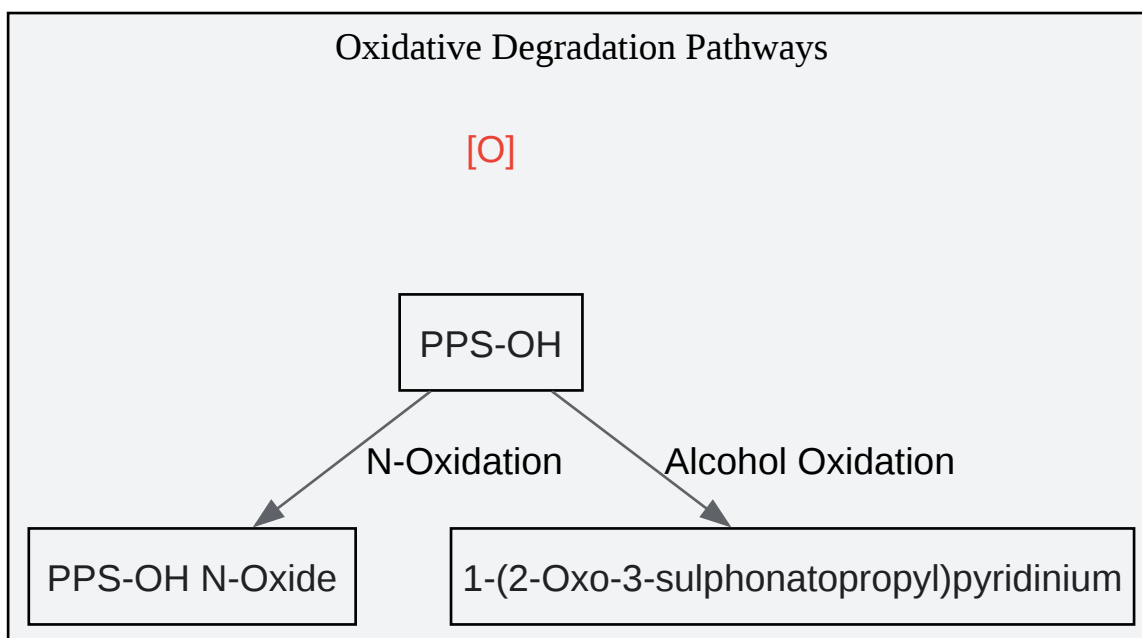 Oxidative Degradation Pathways
[O]
PPS-OH
N-Oxidation
Alcohol Oxidation
PPS-OH N-Oxide
1-(2-Oxo-3-sulphonatopropyl)pyridinium